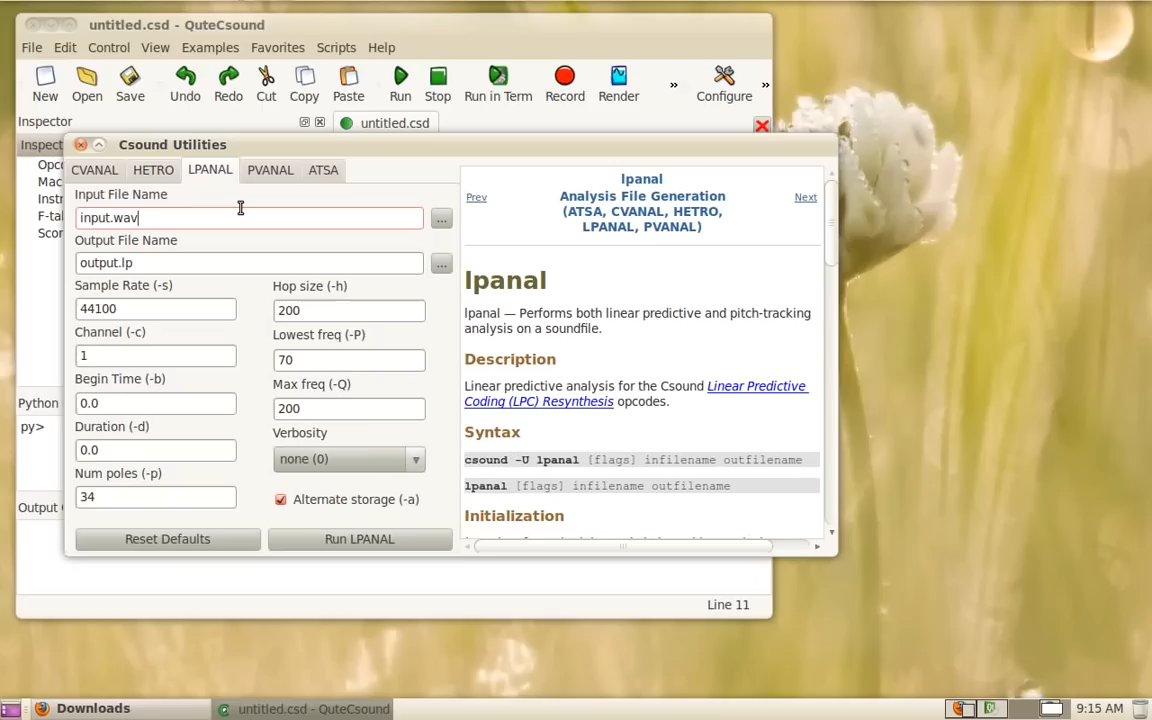 untitled.csd - QuteCsound
File Edit Control View Examples Favorites Scripts Help
New Open Save Undo Redo Cut Copy Paste Run Stop Run in Term Record Render » Configure »
Inspector
untitled.csd
Inspect
Csound Utilities
Opc
Mac
Instr
F-ta
Scor
CVANAL HETRO LPANAL PVANAL ATSA
Input File Name
input.wav
...
Output File Name
output.lp
...
Sample Rate (-s)
44100
Hop size (-h)
200
Channel (-c)
1
Lowest freq (-P)
70
Begin Time (-b)
0.0
Max freq (-Q)
200
Duration (-d)
0.0
Verbosity
none (0)
Num poles (-p)
34
Alternate storage (-a)
Reset Defaults
Run LPANAL
lpanal
Prev
Analysis File Generation
Next
(ATSA, CVANAL, HETRO,
LPANAL, PVANAL)
lpanal
lpanal — Performs both linear predictive and pitch-tracking
analysis on a soundfile.
Description
Linear predictive analysis for the Csound Linear Predictive
Coding (LPC) Resynthesis opcodes.
Syntax
csound -U lpanal [flags] infilename outfilename
lpanal [flags] infilename outfilename
Initialization
Python
py>
Output
Line 11
Downloads
untitled.csd - QuteCsound
9:15 AM